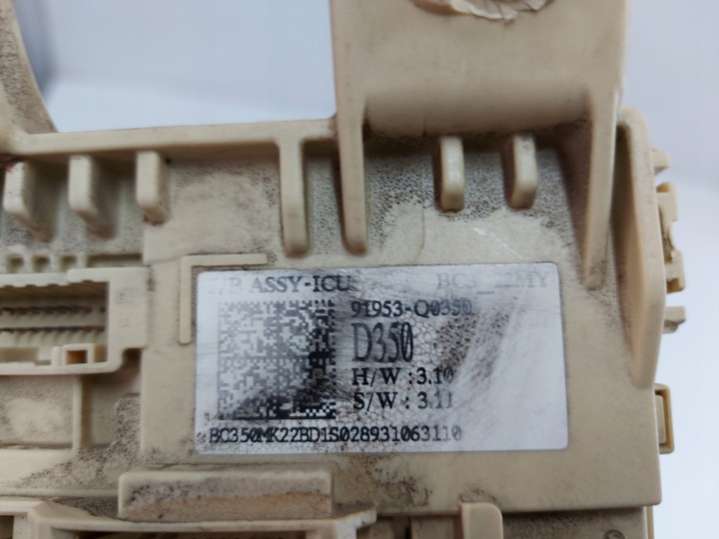 ASSY-ICU
91953-Q0350
D350
H/W : 3.10
S/W : 3.11
BC350MK22BD1S028931063110